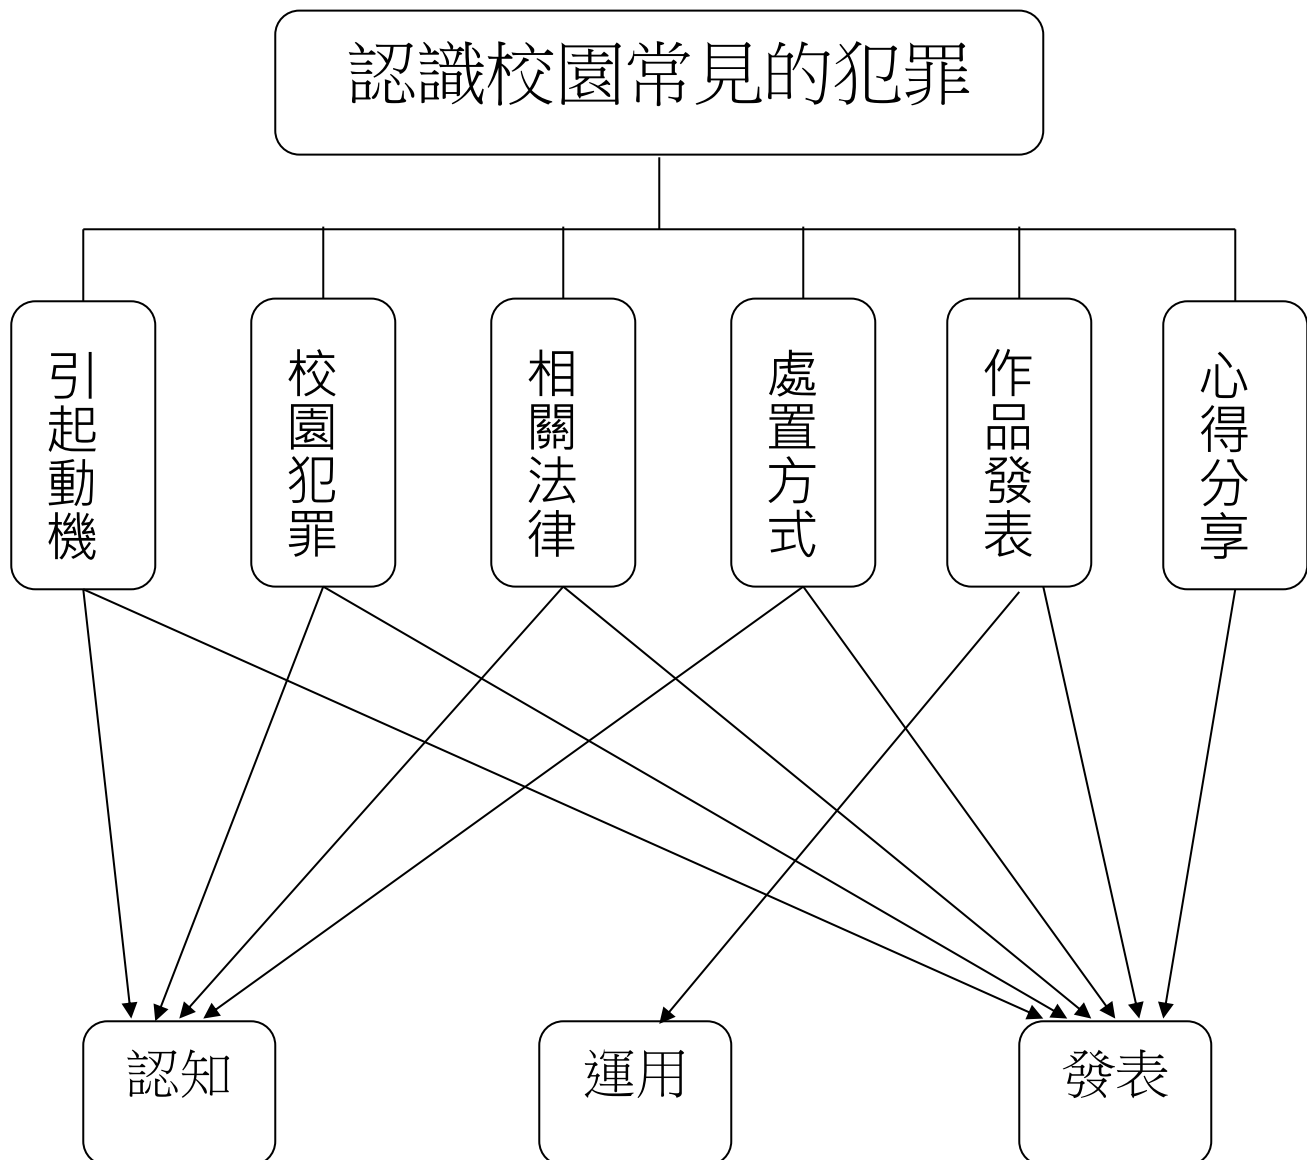 認識校園常見的犯罪
引起動機
校園犯罪
相關法律
處置方式
作品發表
心得分享
認知
運用
發表